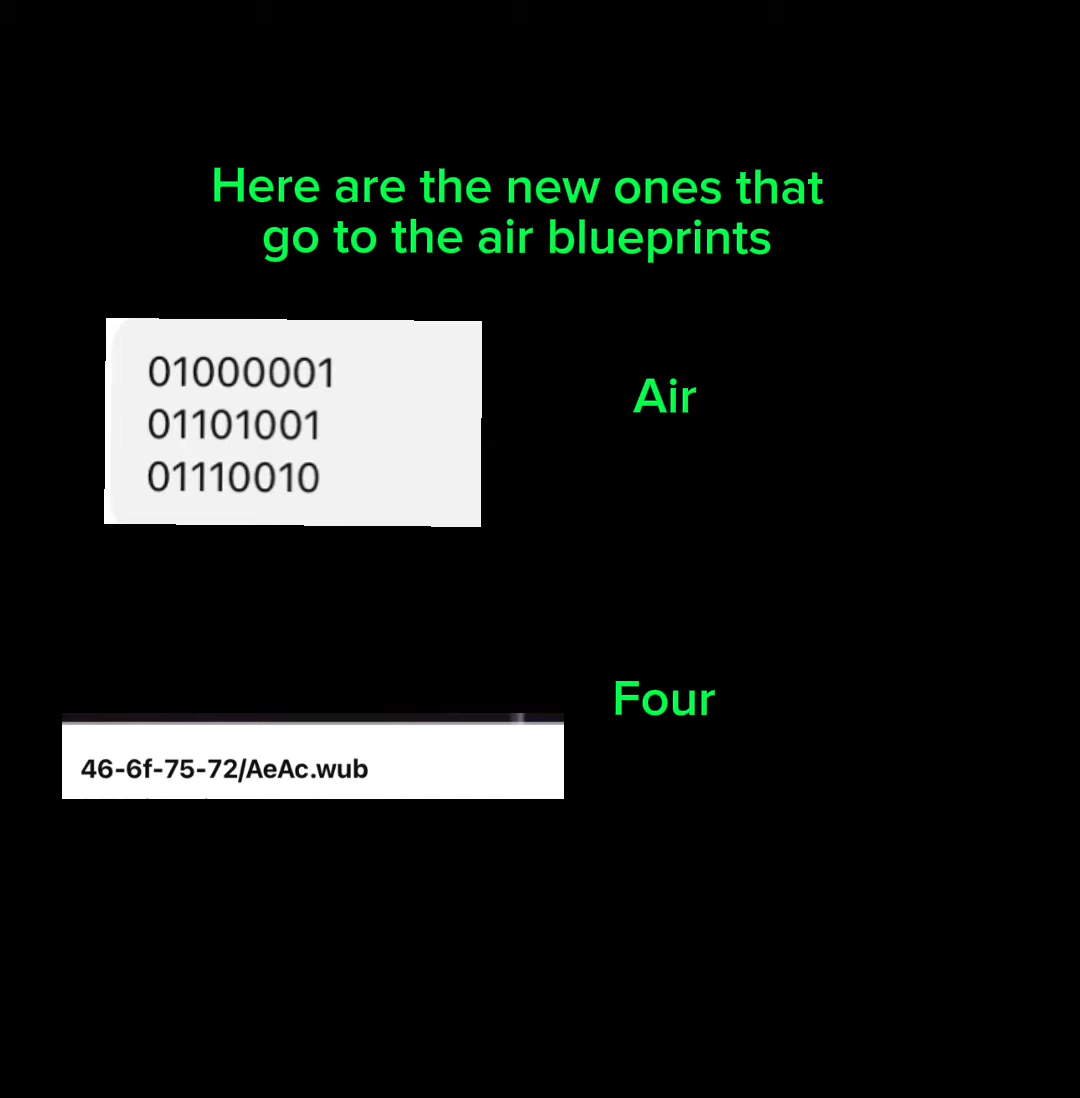 Here are the new ones that
go to the air blueprints
01000001
01101001
01110010
Air
Four
46-6f-75-72/AeAc.wub